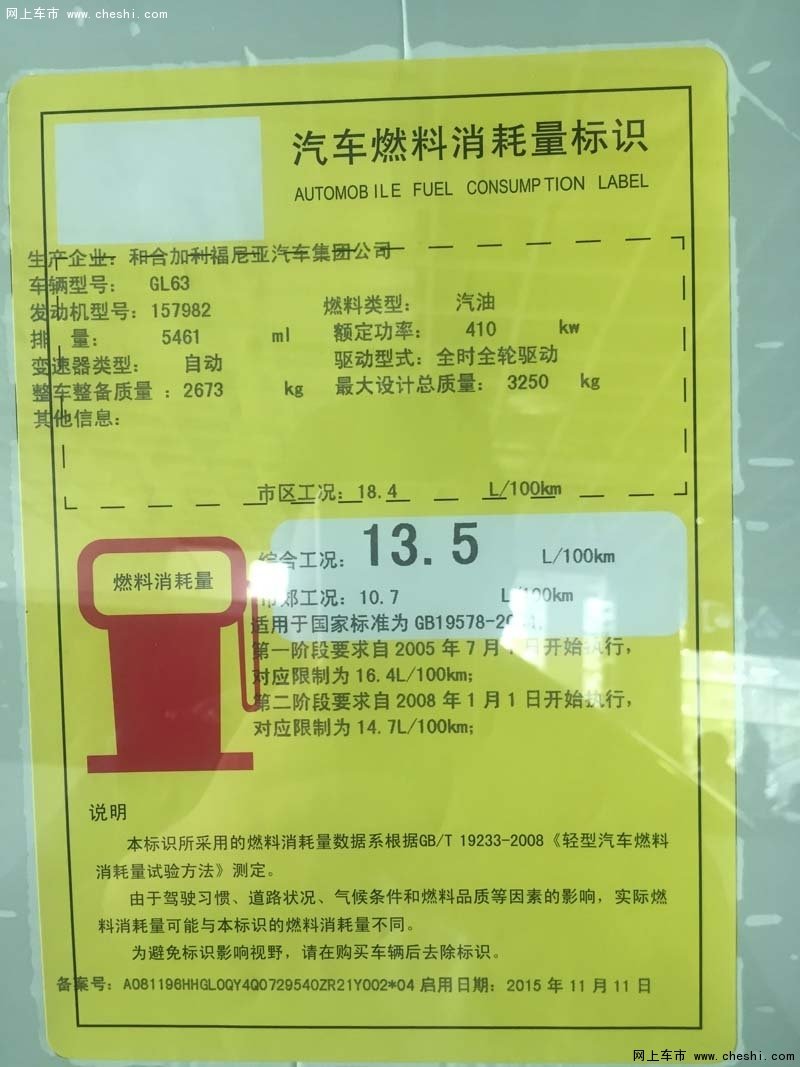 网上车市 www.cheshi.com
汽车燃料消耗量标识
AUTOMOBILE FUEL CONSUMPTION LABEL
生产企业：和合加利福尼亚汽车集团公司
车辆型号： GL63
发动机型号：157982 燃料类型： 汽油
排 量： 5461 ml 额定功率： 410 kw
变速器类型： 自动 驱动型式：全时全轮驱动
整车整备质量 ：2673 kg 最大设计总质量： 3250 kg
其他信息：
市区工况：18.4 L/100km
综合工况：13.5 L/100km
燃料消耗量
市郊工况：10.7 L/100km
适用于国家标准为 GB19578-
第一阶段要求自 2005 年 7 月 日开始执行，
对应限制为 16.4L/100km；
第二阶段要求自 2008 年 1 月 1 日开始执行，
对应限制为 14.7L/100km；
说明
本标识所采用的燃料消耗量数据系根据GB/T 19233-2008《轻型汽车燃料
消耗量试验方法》测定。
由于驾驶习惯、道路状况、气候条件和燃料品质等因素的影响，实际燃
料消耗量可能与本标识的燃料消耗量不同。
为避免标识影响视野，请在购买车辆后去除标识。
备案号：A081196HHGL0QY4Q0729540ZR21Y002*04 启用日期：2015 年 11 月 11 日
网上车市 www.cheshi.com